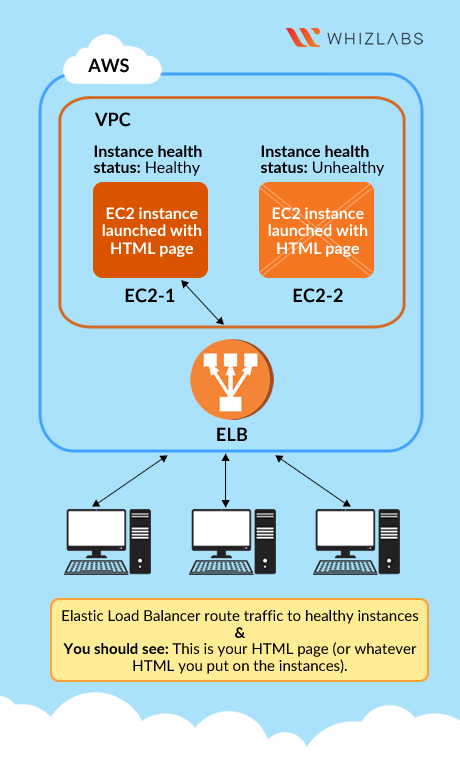 WHIZLABS
AWS
VPC
Instance health
status: Healthy
Instance health
status: Unhealthy
EC2 instance
launched with
HTML page
EC2 instance
launched with
HTML page
EC2-1
EC2-2
ELB
Elastic Load Balancer route traffic to healthy instances
&
You should see: This is your HTML page (or whatever
HTML you put on the instances).